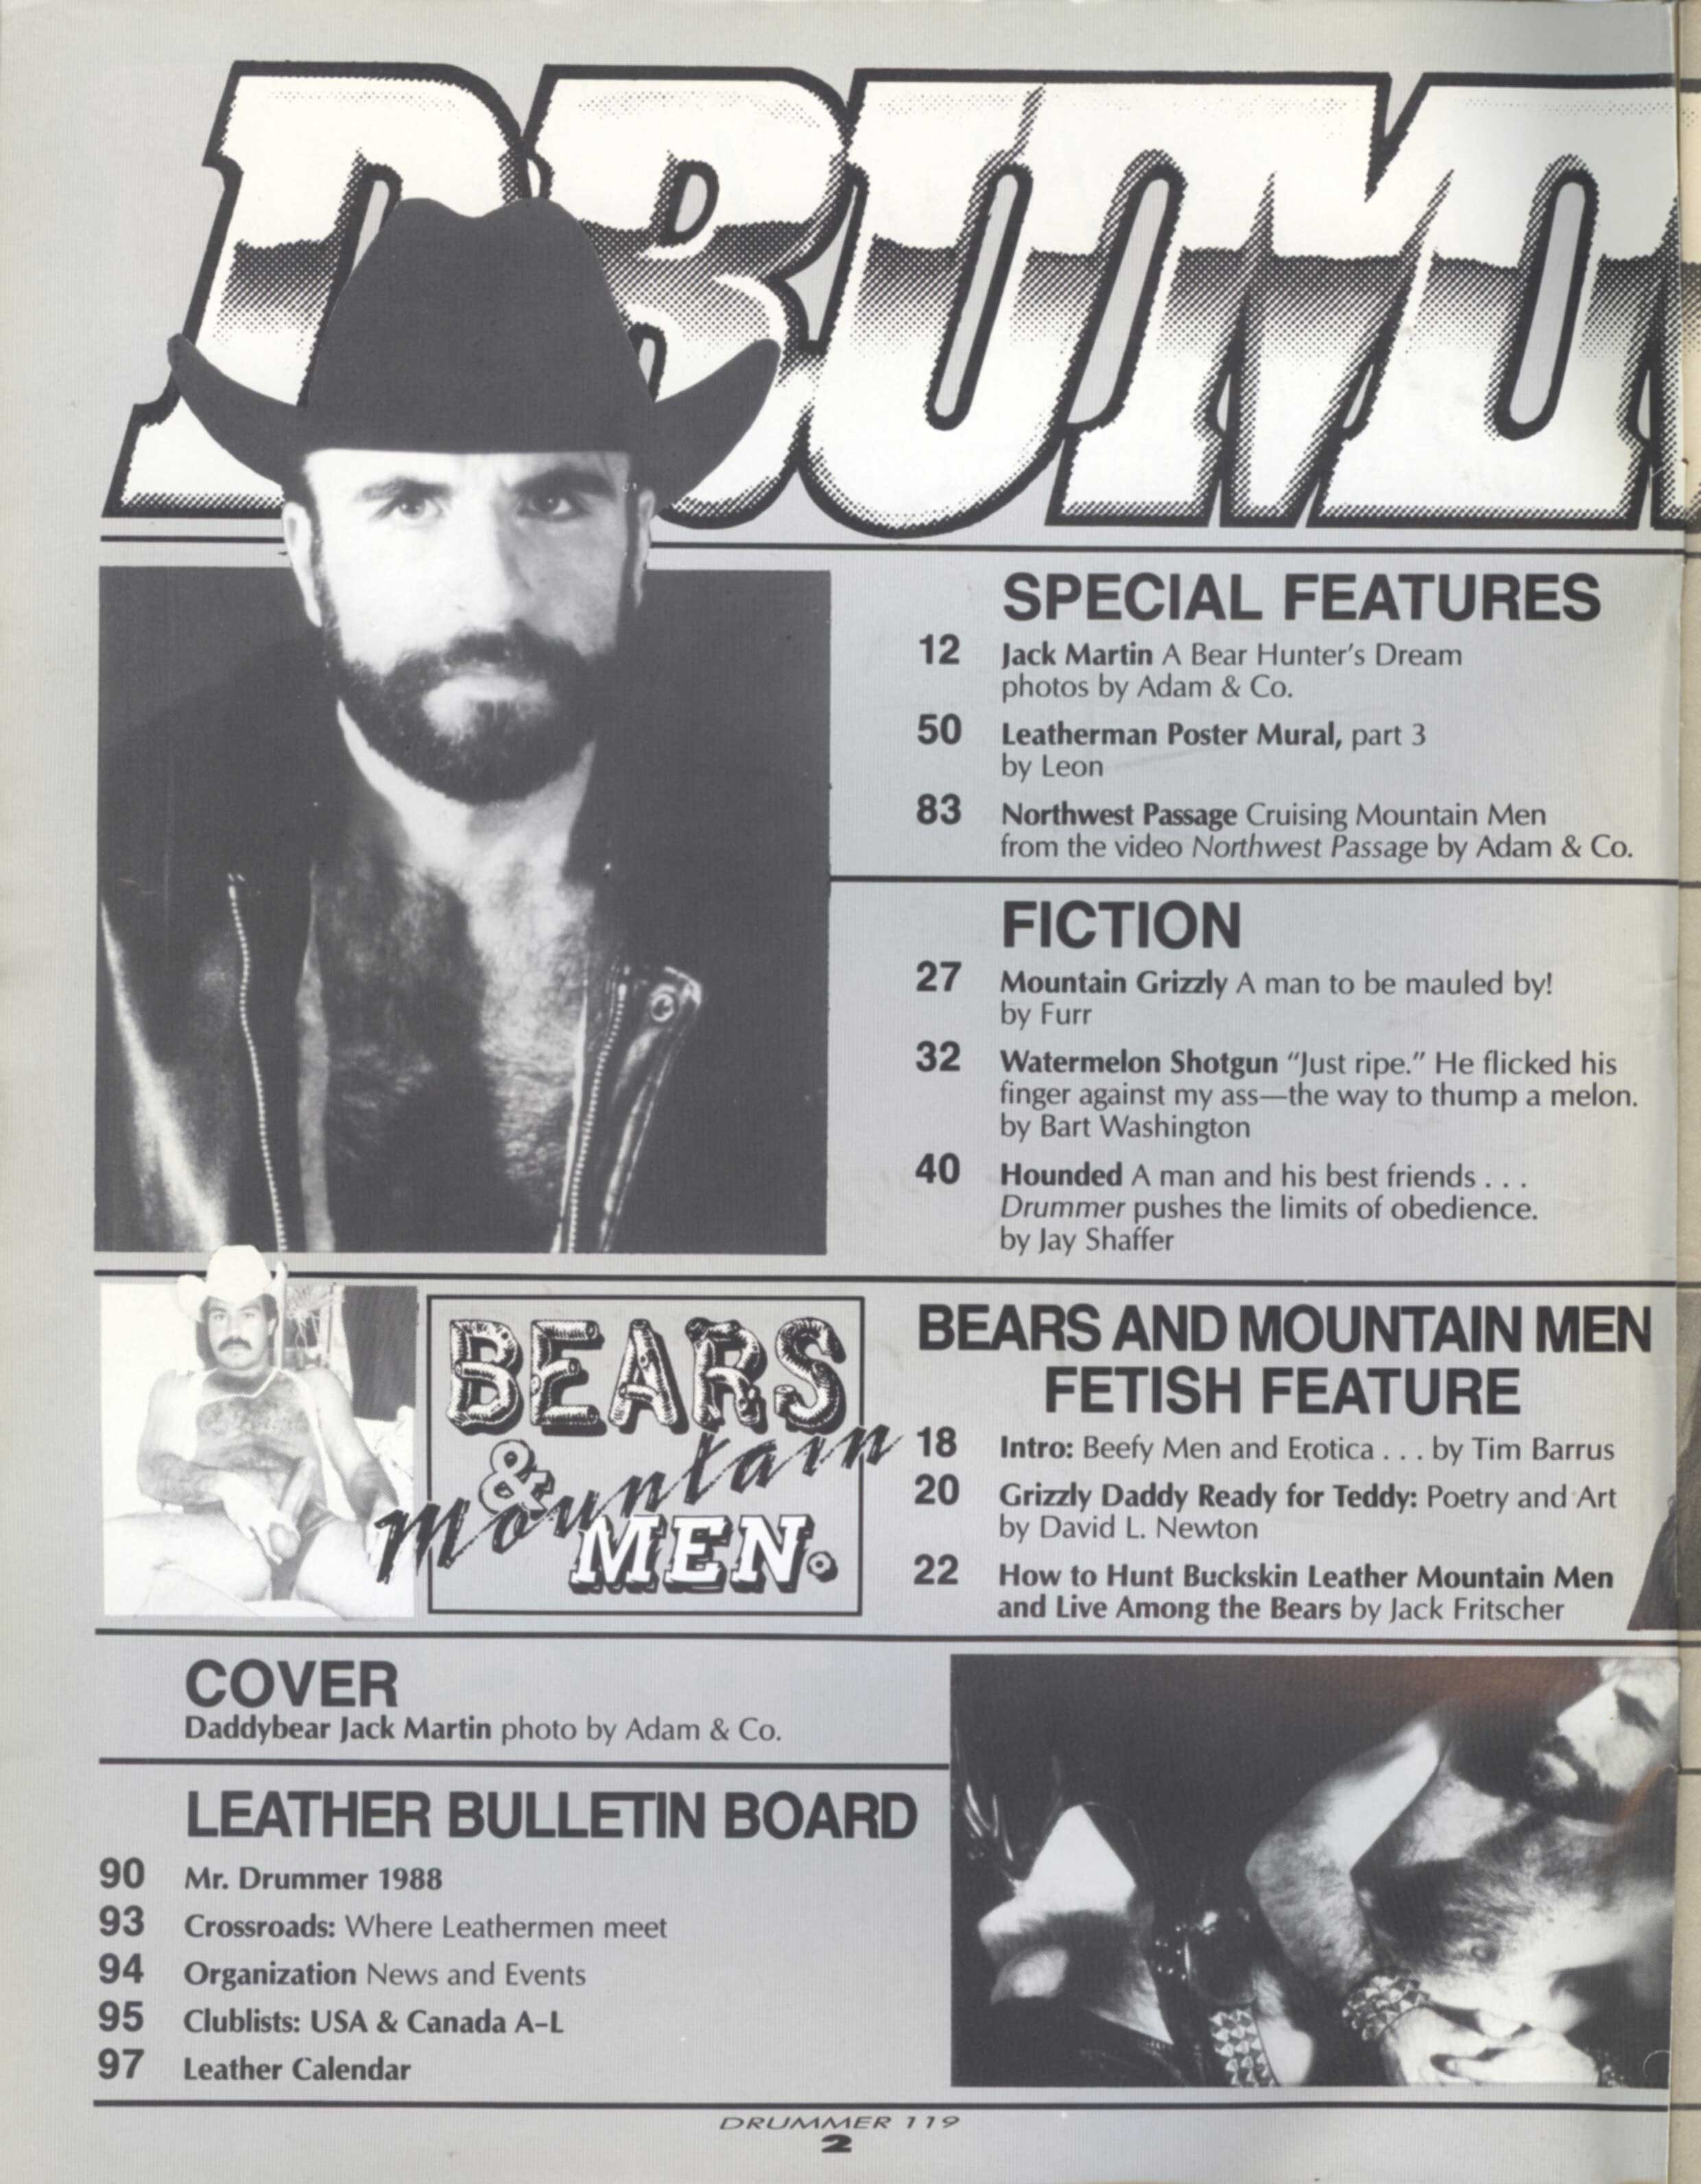 DRUM
SPECIAL FEATURES
12 Jack Martin A Bear Hunter's Dream
photos by Adam & Co.
50 Leatherman Poster Mural, part 3
by Leon
83 Northwest Passage Cruising Mountain Men
from the video Northwest Passage by Adam & Co.
FICTION
27 Mountain Grizzly A man to be mauled by!
by Furr
32 Watermelon Shotgun “Just ripe.” He flicked his
finger against my ass—the way to thump a melon.
by Bart Washington
40 Hounded A man and his best friends . . .
Drummer pushes the limits of obedience.
by Jay Shaffer
BEARS
& Mountain
MEN.
BEARS AND MOUNTAIN MEN
FETISH FEATURE
18 Intro: Beefy Men and Erotica . . . by Tim Barrus
20 Grizzly Daddy Ready for Teddy: Poetry and Art
by David L. Newton
22 How to Hunt Buckskin Leather Mountain Men
and Live Among the Bears by Jack Fritscher
COVER
Daddybear Jack Martin photo by Adam & Co.
LEATHER BULLETIN BOARD
90 Mr. Drummer 1988
93 Crossroads: Where Leathermen meet
94 Organization News and Events
95 Clublists: USA & Canada A–L
97 Leather Calendar
DRUMMER 119
2